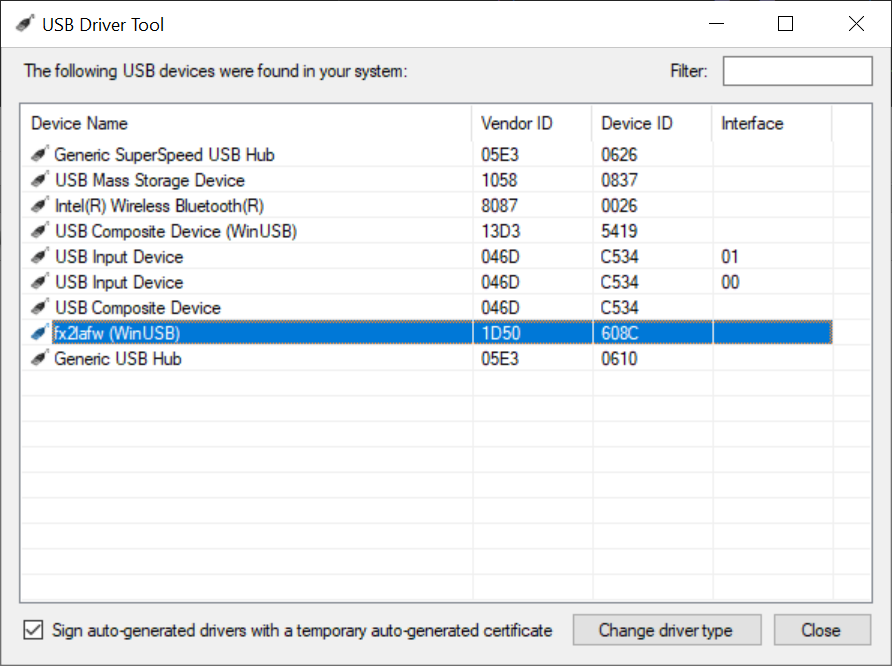 USB Driver Tool
The following USB devices were found in your system: Filter:
Device Name Vendor ID Device ID Interface
Generic SuperSpeed USB Hub 05E3 0626
USB Mass Storage Device 1058 0837
Intel(R) Wireless Bluetooth(R) 8087 0026
USB Composite Device (WinUSB) 13D3 5419
USB Input Device 046D C534 01
USB Input Device 046D C534 00
USB Composite Device 046D C534
fx2lafw (WinUSB) 1D50 608C
Generic USB Hub 05E3 0610
Sign auto-generated drivers with a temporary auto-generated certificate Change driver type Close